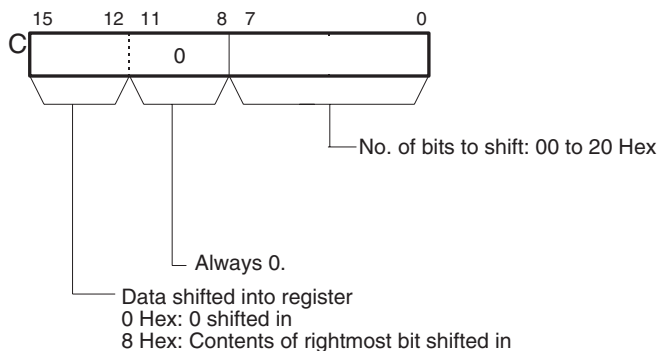 15 12 11 8 7 0
C
0
No. of bits to shift: 00 to 20 Hex
Always 0.
Data shifted into register
0 Hex: 0 shifted in
8 Hex: Contents of rightmost bit shifted in